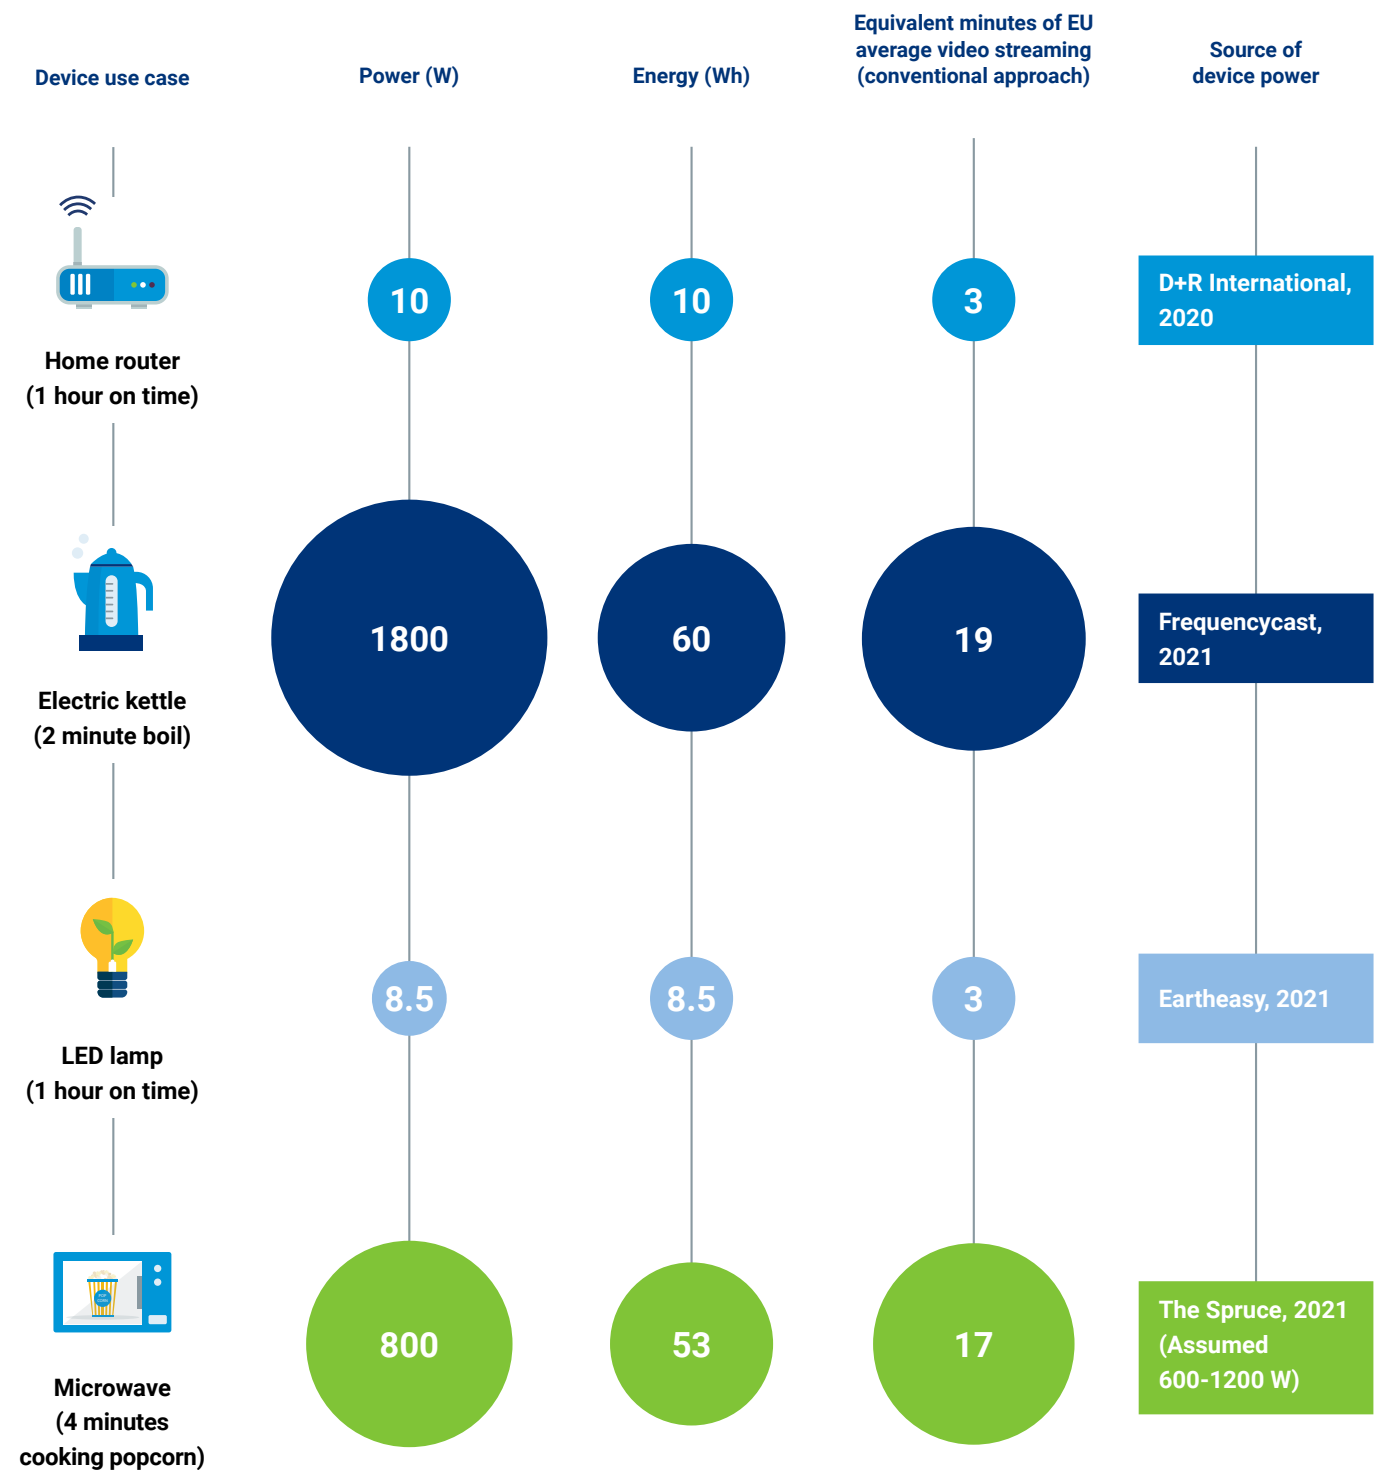 Device use case
Power (W)
Energy (Wh)
Equivalent minutes of EU
average video streaming
(conventional approach)
Source of
device power
Home router
(1 hour on time)
10
10
3
D+R International,
2020
Electric kettle
(2 minute boil)
1800
60
19
Frequencycast,
2021
LED lamp
(1 hour on time)
8.5
8.5
3
Eartheasy, 2021
POP
CORN
Microwave
(4 minutes
cooking popcorn)
800
53
17
The Spruce, 2021
(Assumed
600-1200 W)